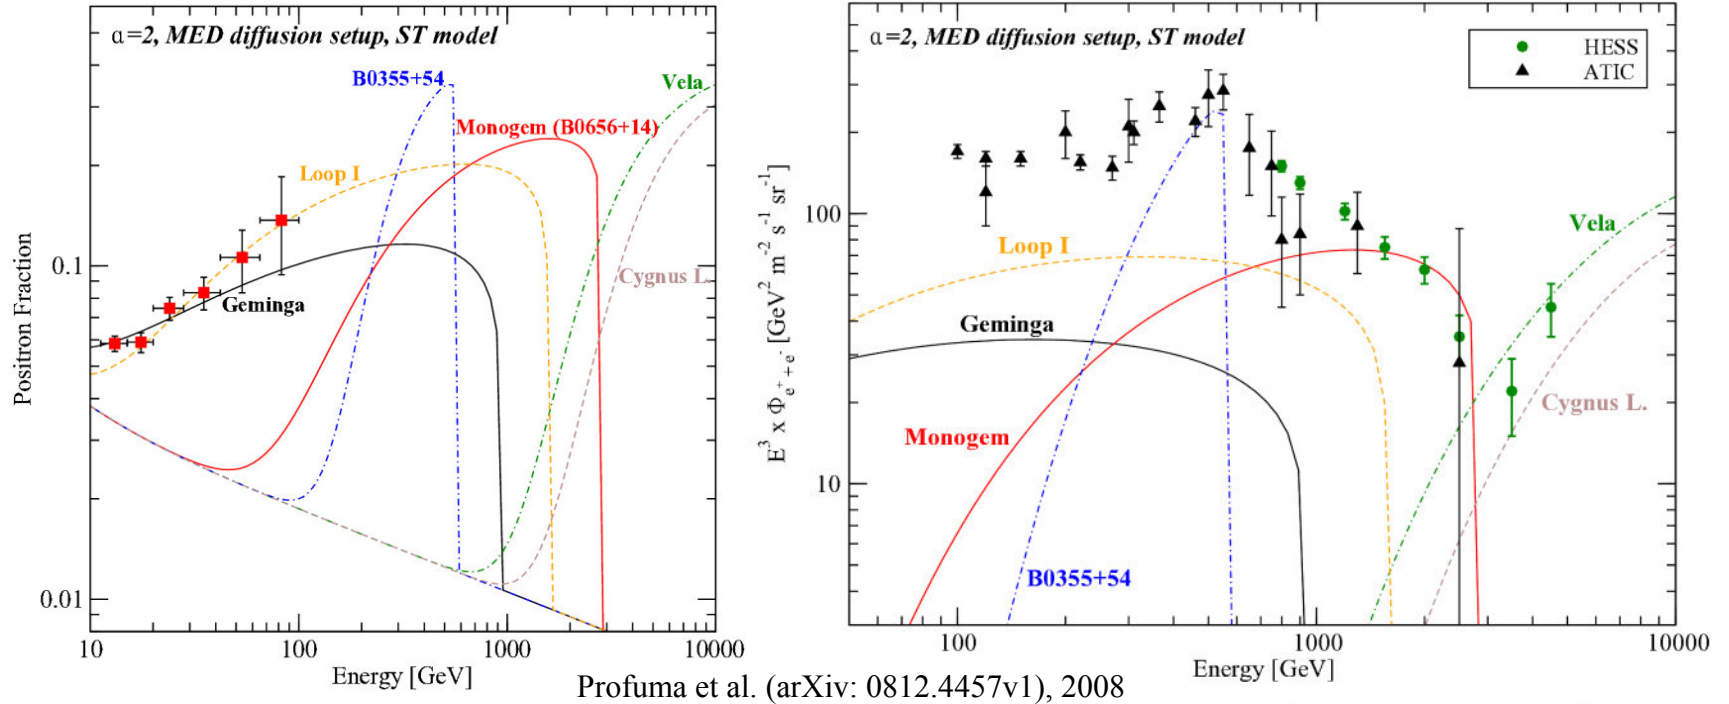 α=2, MED diffusion setup, ST model
B0355+54
Vela
Monogem (B0656+14)
Loop I
Cygnus L.
Geminga
Positron Fraction
0.1
0.01
10
100
1000
10000
Energy [GeV]
α=2, MED diffusion setup, ST model
HESS
ATIC
Vela
Loop I
Geminga
Cygnus L.
Monogem
B0355+54
E³ x Φ e⁺ + e⁻ [GeV² m⁻² s⁻¹ sr⁻¹]
100
10
100
1000
10000
Energy [GeV]
Profuma et al. (arXiv: 0812.4457v1), 2008